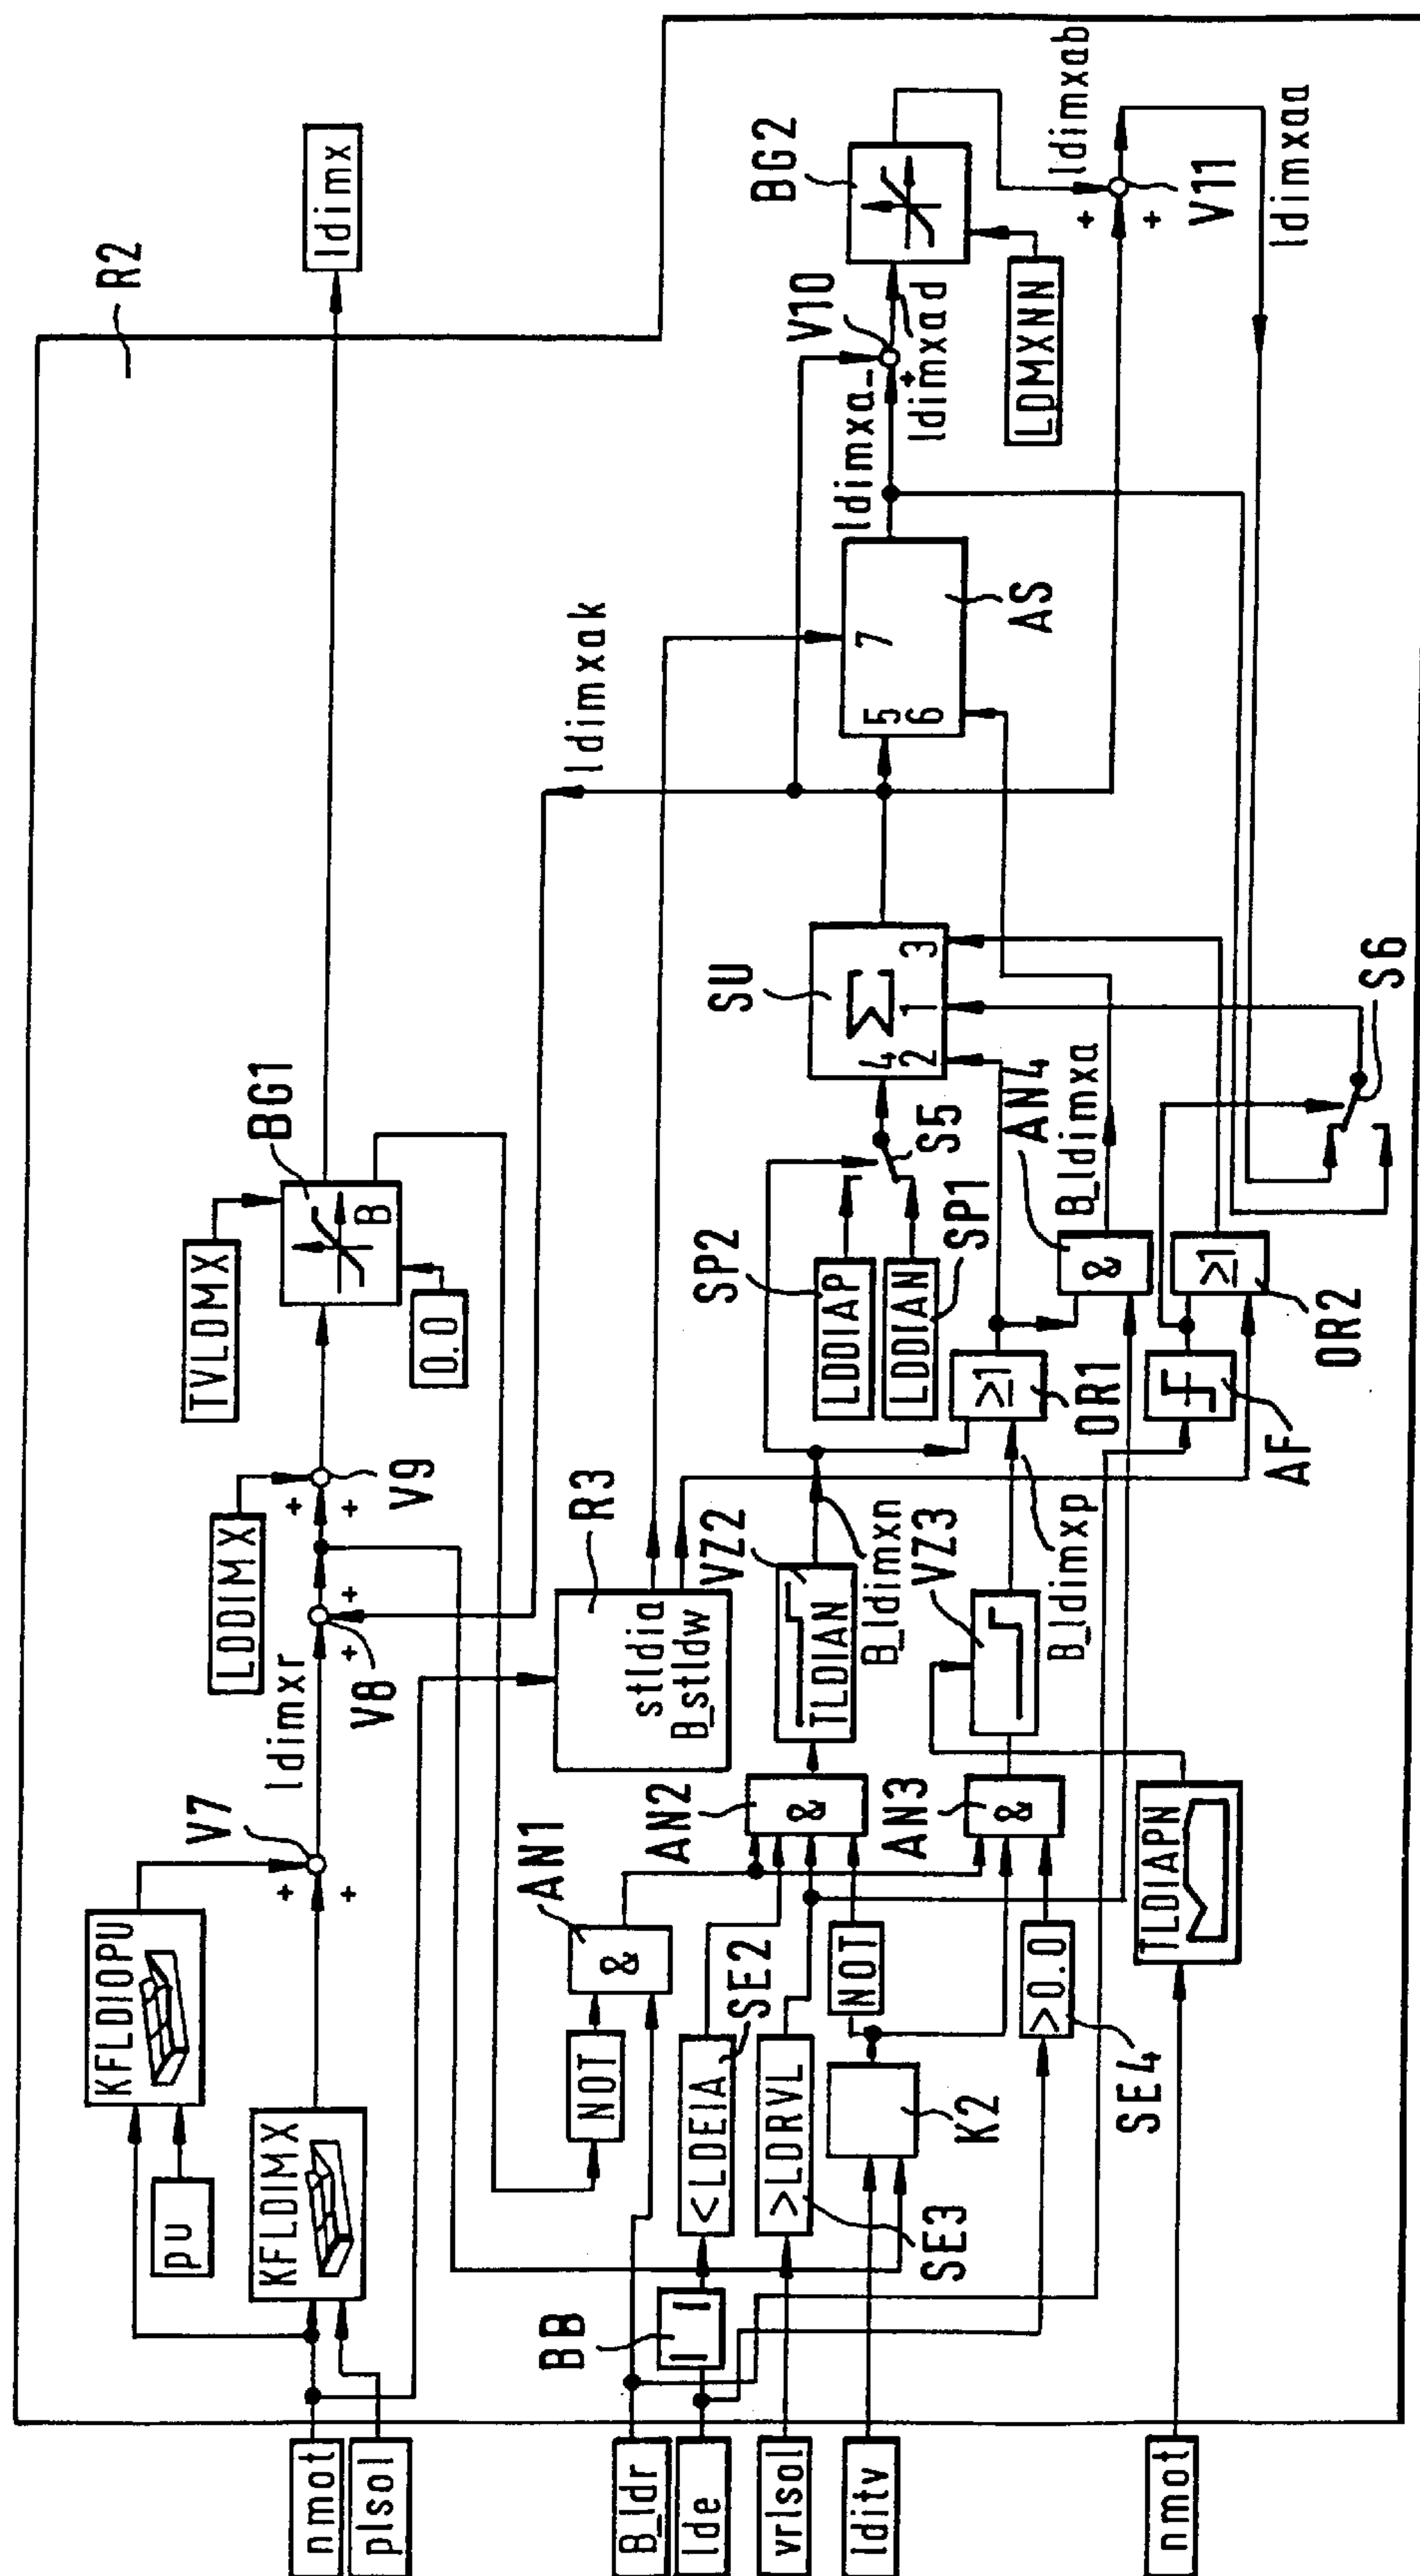 R2
nmot
plsol
pu
KFLDIOPU
KFLDIMX
V7
+
+
ldimxr
V8
+
+
LDDIMX
V9
+
+
TVLDMX
BG1
B
0.0
ldimx
B_ldr
lde
vrlsol
lditv
nmot
BB
NOT
AN1
&
<LDEIA
SE2
>LDRVL
SE3
K2
NOT
>0.0
SE4
TLDIAPN
AN2
&
AN3
&
R3
stldia
B_stldw
VZ2
TLDIAN
B_ldimxn
VZ3
B_ldimxp
SP2
LDDIAP
LDDIAN
SP1
S5
≥1
OR1
AN4
&
B_ldimxa
AF
≥1
OR2
S6
SU
Σ
4
2
1
3
ldimxak
AS
5
6
7
ldimxa
V10
-
+
ldimxad
BG2
LDMXNN
ldimxab
+
+
V11
ldimxaa